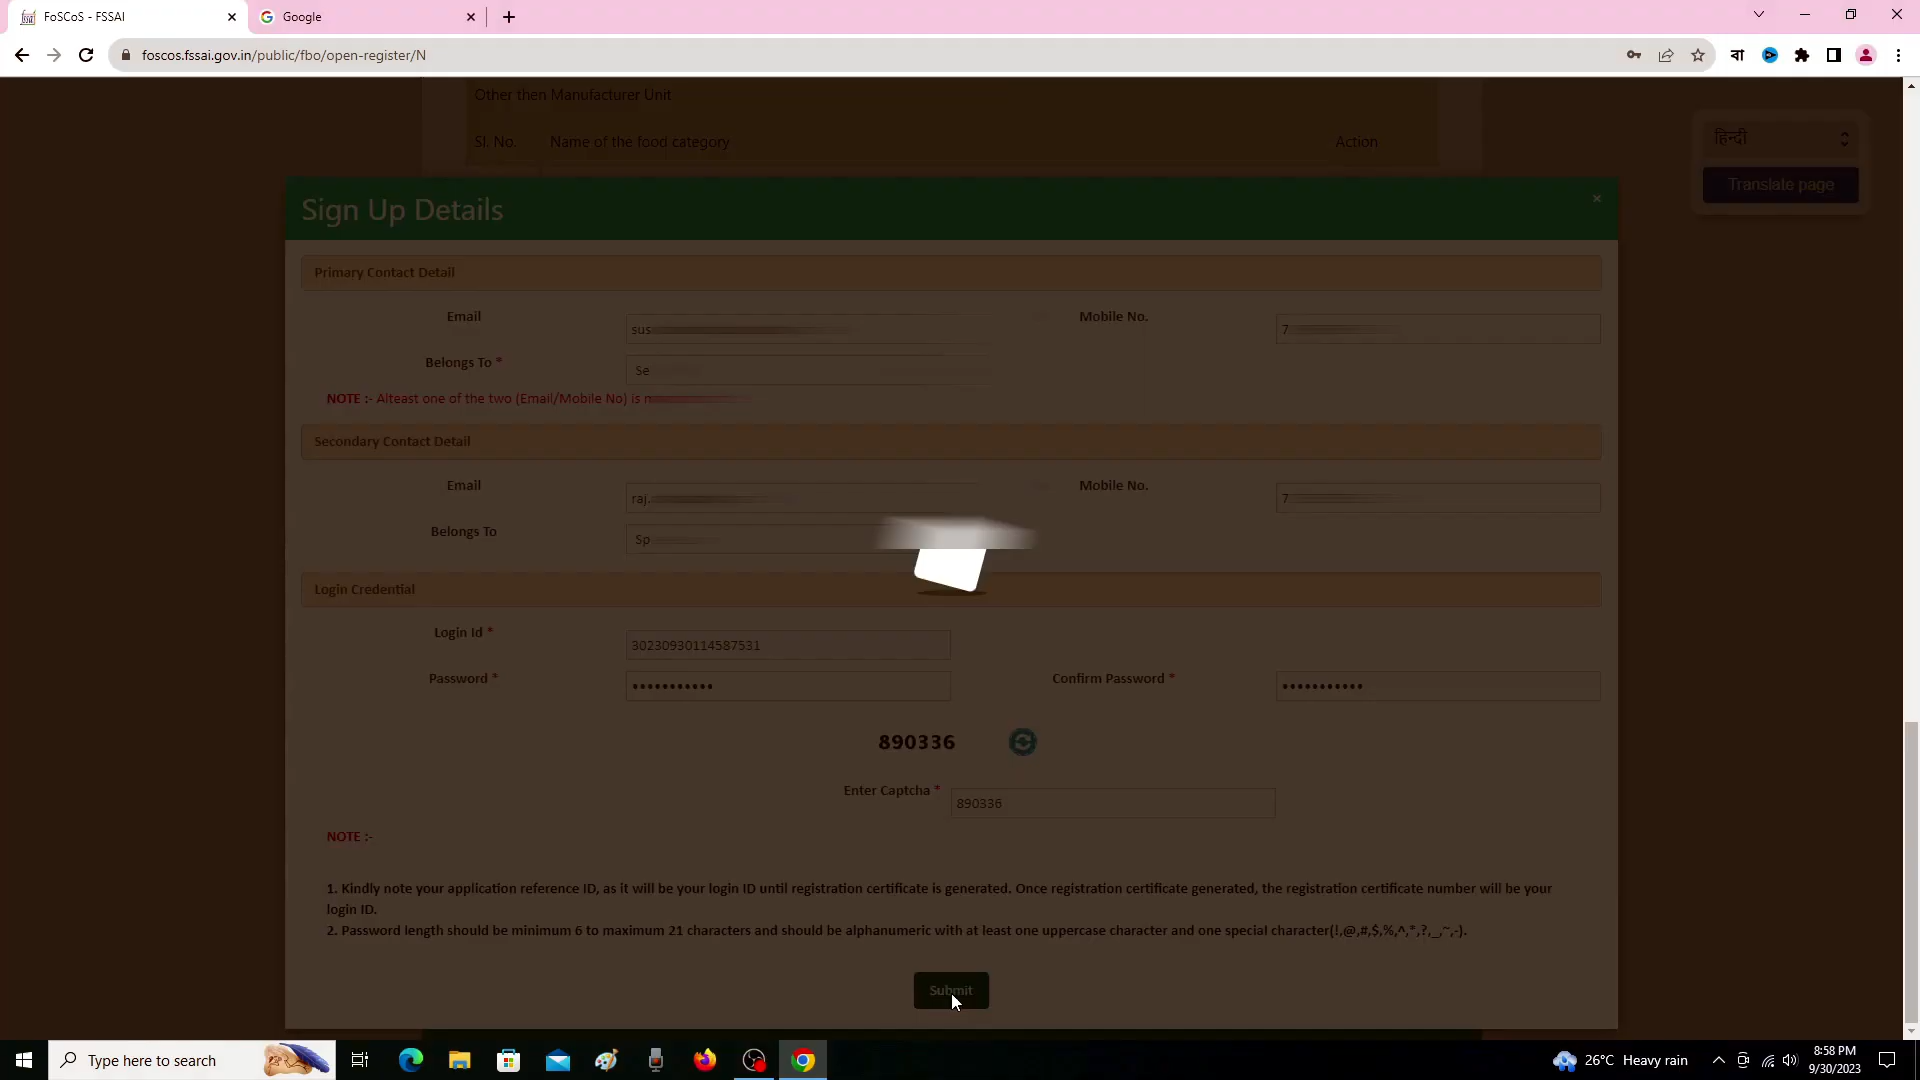 FoSCoS - FSSAI
Google
foscos.fssai.gov.in/public/fbo/open-register/N
বা
Other then Manufacturer Unit
Sl. No. Name of the food category Action
हिन्दी
Translate page
Sign Up Details
Primary Contact Detail
Email sus Mobile No. 7
Belongs To * Se
NOTE :- Alteast one of the two (Email/Mobile No) is
Secondary Contact Detail
Email raj. Mobile No. 7
Belongs To Sp
Login Credential
Login Id * 30230930114587531
Password * Confirm Password *
890336
Enter Captcha * 890336
NOTE :-
1. Kindly note your application reference ID, as it will be your login ID until registration certificate is generated. Once registration certificate generated, the registration certificate number will be your
login ID.
2. Password length should be minimum 6 to maximum 21 characters and should be alphanumeric with at least one uppercase character and one special character(!,@,#,$,%,^,*,?,_,~,-).
Submit
Type here to search
26°C Heavy rain
8:58 PM
9/30/2023